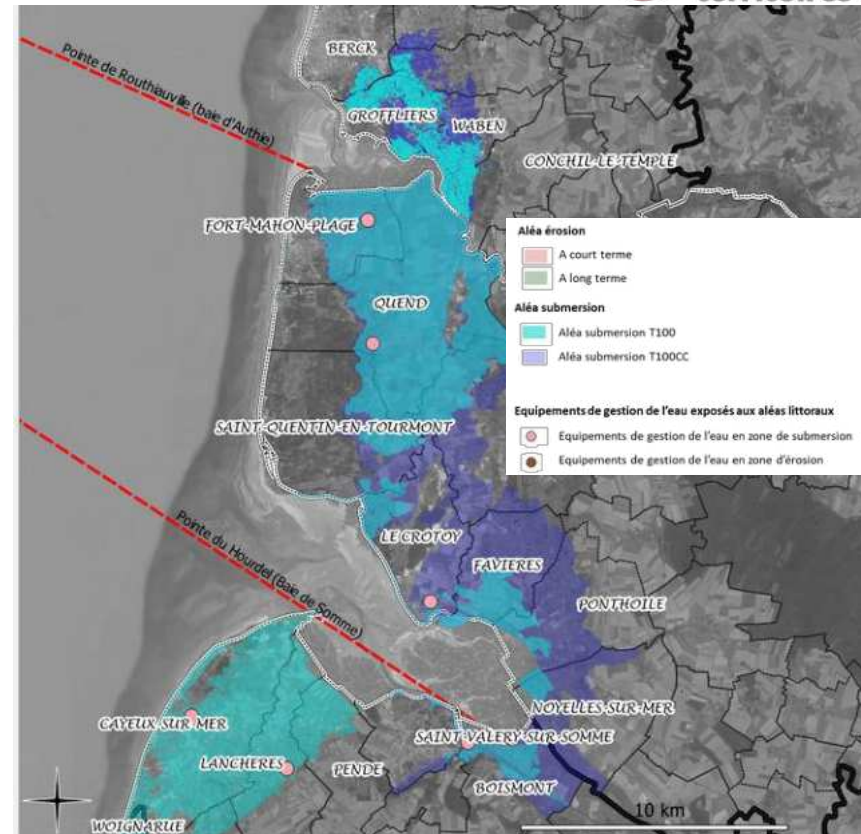 territoires
BERCK
Pointe de Routhiauville (baie d'Authie)
GROFFLIERS
WABEN
CONCHIL-LE-TEMPLE
FORT-MAHON-PLAGE
Aléa érosion
A court terme
A long terme
QUEND
Aléa submersion
Aléa submersion T100
Aléa submersion T100CC
Equipements de gestion de l'eau exposés aux aléas littoraux
SAINT-QUENTIN-EN-TOURMONT
Equipements de gestion de l'eau en zone de submersion
Equipements de gestion de l'eau en zone d'érosion
Pointe du Hourdel (Baie de Somme)
LE CROTOY
FAVIERES
PONTHOILE
NOYELLES-SUR-MER
CAYEUX-SUR-MER
SAINT-VALERY-SUR-SOMME
LANCHERES
PENDE
BOISMONT
10 km
WOIGNARUE